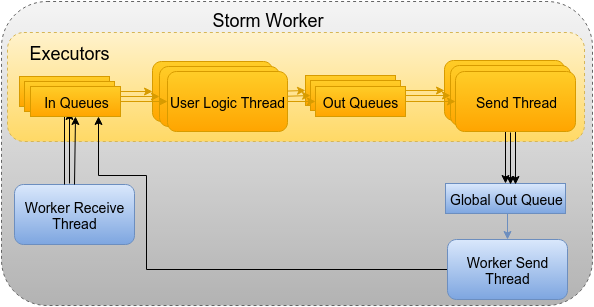 Storm Worker
Executors
In Queues
User Logic Thread
Out Queues
Send Thread
Worker Receive
Thread
Global Out Queue
Worker Send
Thread